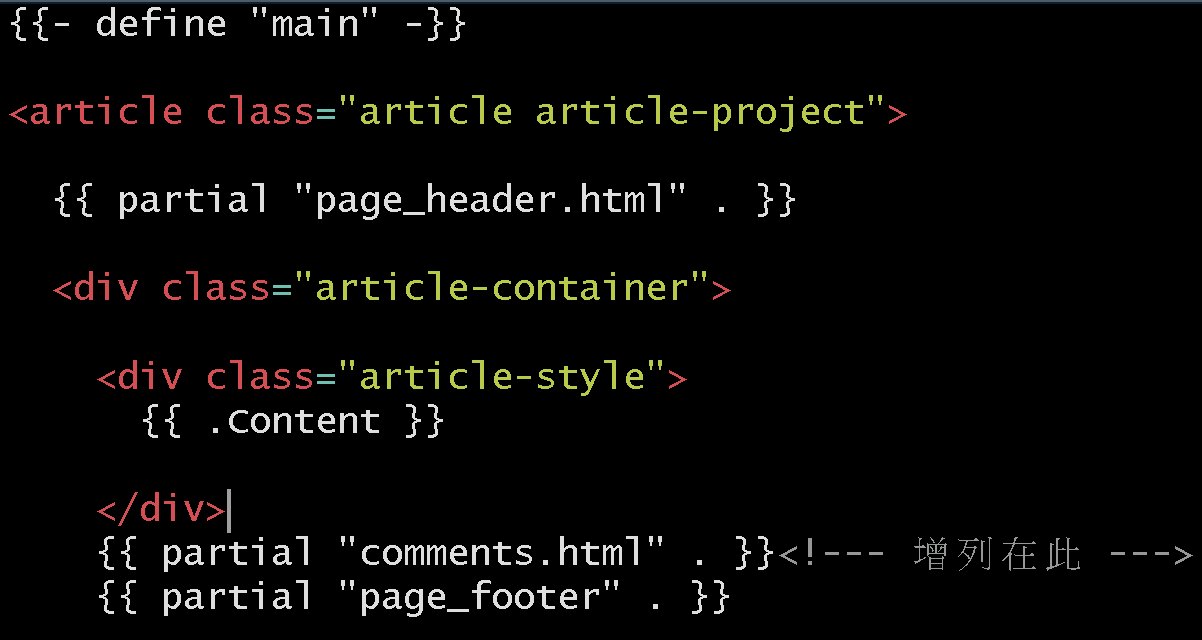 {{- define "main" -}}
<article class="article article-project">
{{ partial "page_header.html" . }}
<div class="article-container">
<div class="article-style">
{{ .Content }}
</div>
{{ partial "comments.html" . }}<!--- 增列在此 --->
{{ partial "page_footer" . }}